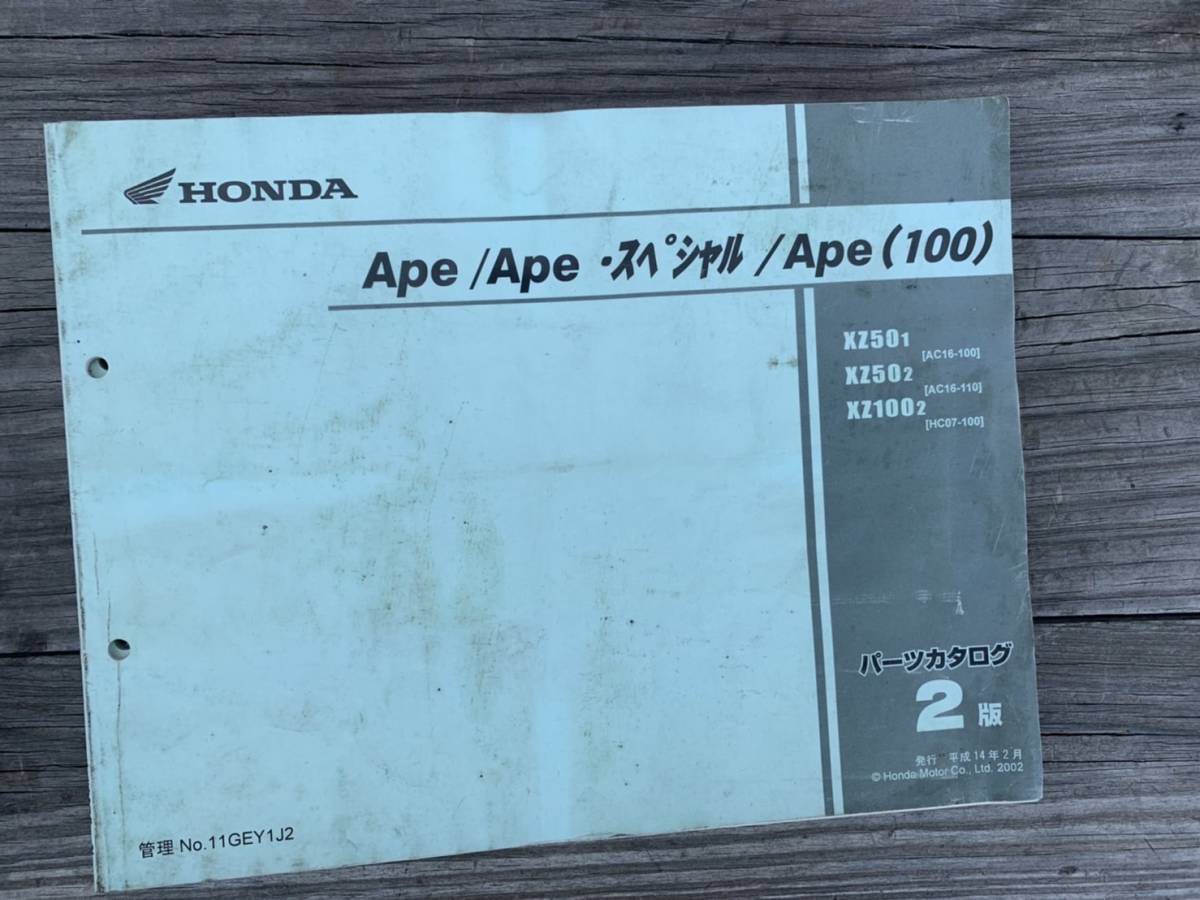 HONDA
Ape /Ape ・ｽﾍﾟｼｬﾙ /Ape (100)
XZ501
[AC16-100]
XZ502
[AC16-110]
XZ1002
[HC07-100]
パーツカタログ
2 版
発行 平成14年2月
© Honda Motor Co., Ltd. 2002
管理 No.11GEY1J2